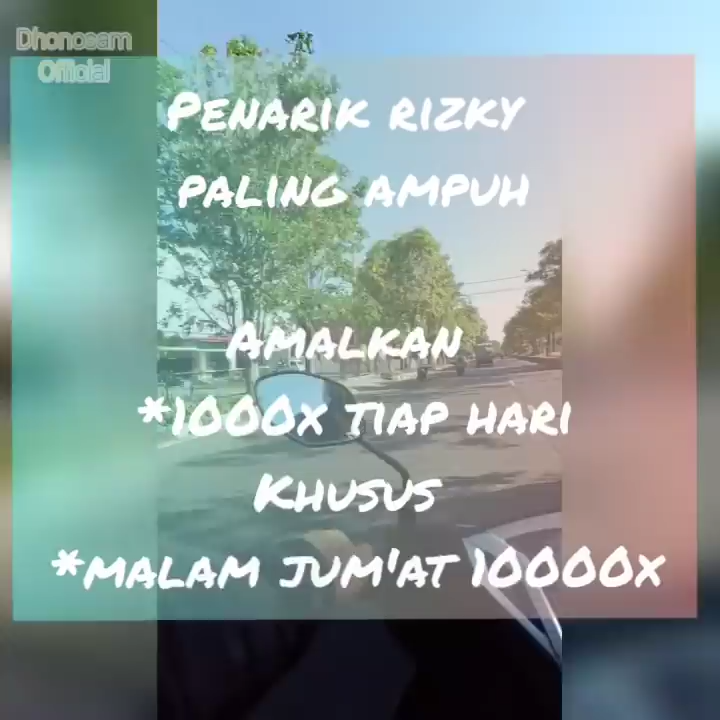 Dhonosam
Official
PENARIK RIZKY
PALING AMPUH
AMALKAN
*1000X TIAP HARI
KHUSUS
*MALAM JUM'AT 10000X